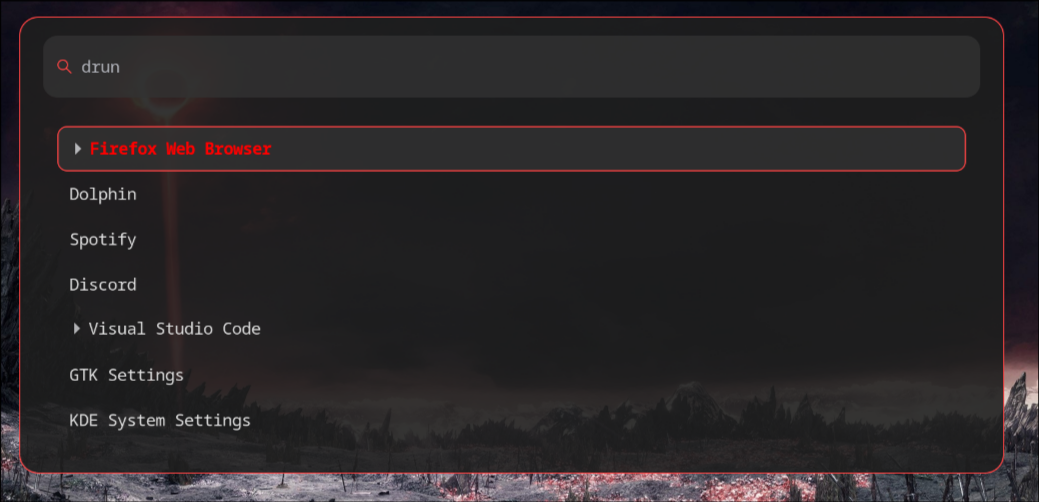 drun
Firefox Web Browser
Dolphin
Spotify
Discord
Visual Studio Code
GTK Settings
KDE System Settings